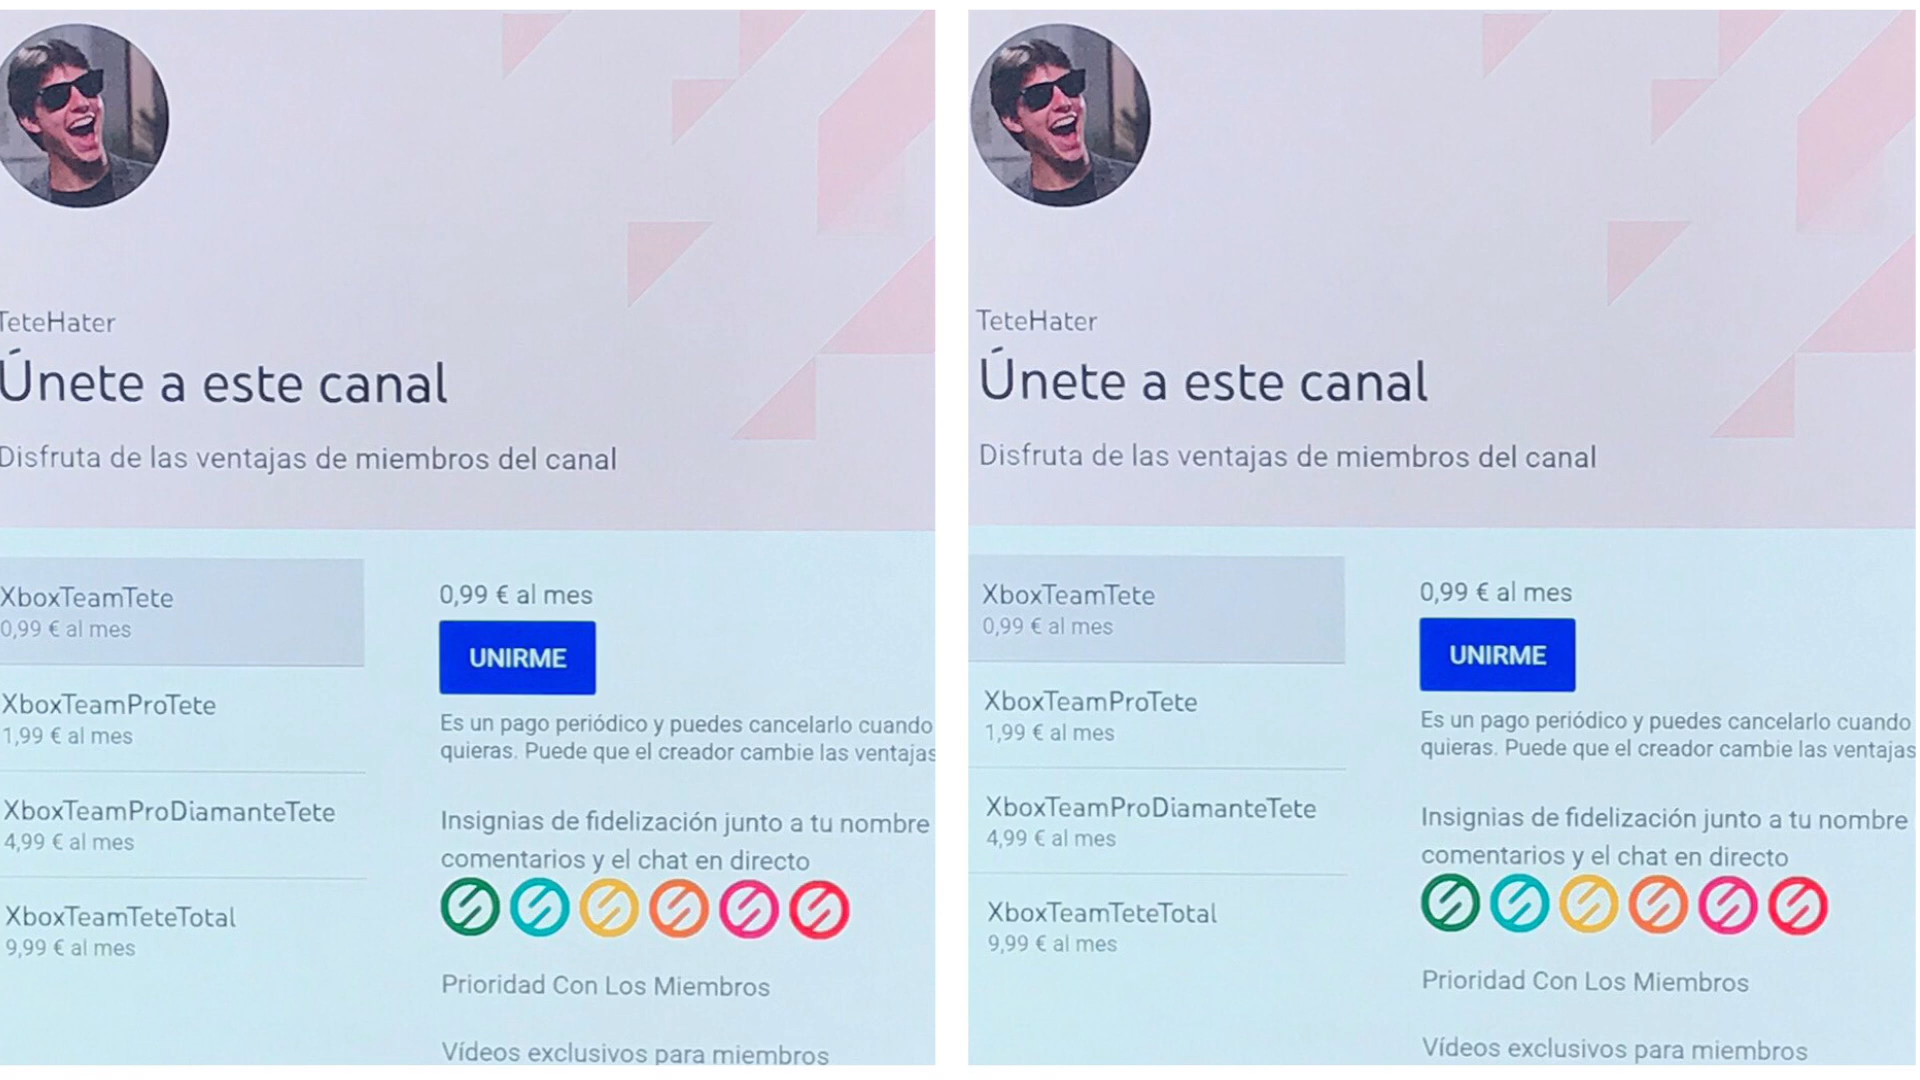 TeteHater
Únete a este canal
Disfruta de las ventajas de miembros del canal
XboxTeamTete
0,99 € al mes
XboxTeamProTete
1,99 € al mes
XboxTeamProDiamanteTete
4,99 € al mes
XboxTeamTeteTotal
9,99 € al mes
0,99 € al mes
UNIRME
Es un pago periódico y puedes cancelarlo cuando
quieras. Puede que el creador cambie las ventajas
Insignias de fidelización junto a tu nombre
comentarios y el chat en directo
Prioridad Con Los Miembros
Vídeos exclusivos para miembros
TeteHater
Únete a este canal
Disfruta de las ventajas de miembros del canal
XboxTeamTete
0,99 € al mes
XboxTeamProTete
1,99 € al mes
XboxTeamProDiamanteTete
4,99 € al mes
XboxTeamTeteTotal
9,99 € al mes
0,99 € al mes
UNIRME
Es un pago periódico y puedes cancelarlo cuando
quieras. Puede que el creador cambie las ventajas
Insignias de fidelización junto a tu nombre
comentarios y el chat en directo
Prioridad Con Los Miembros
Vídeos exclusivos para miembros